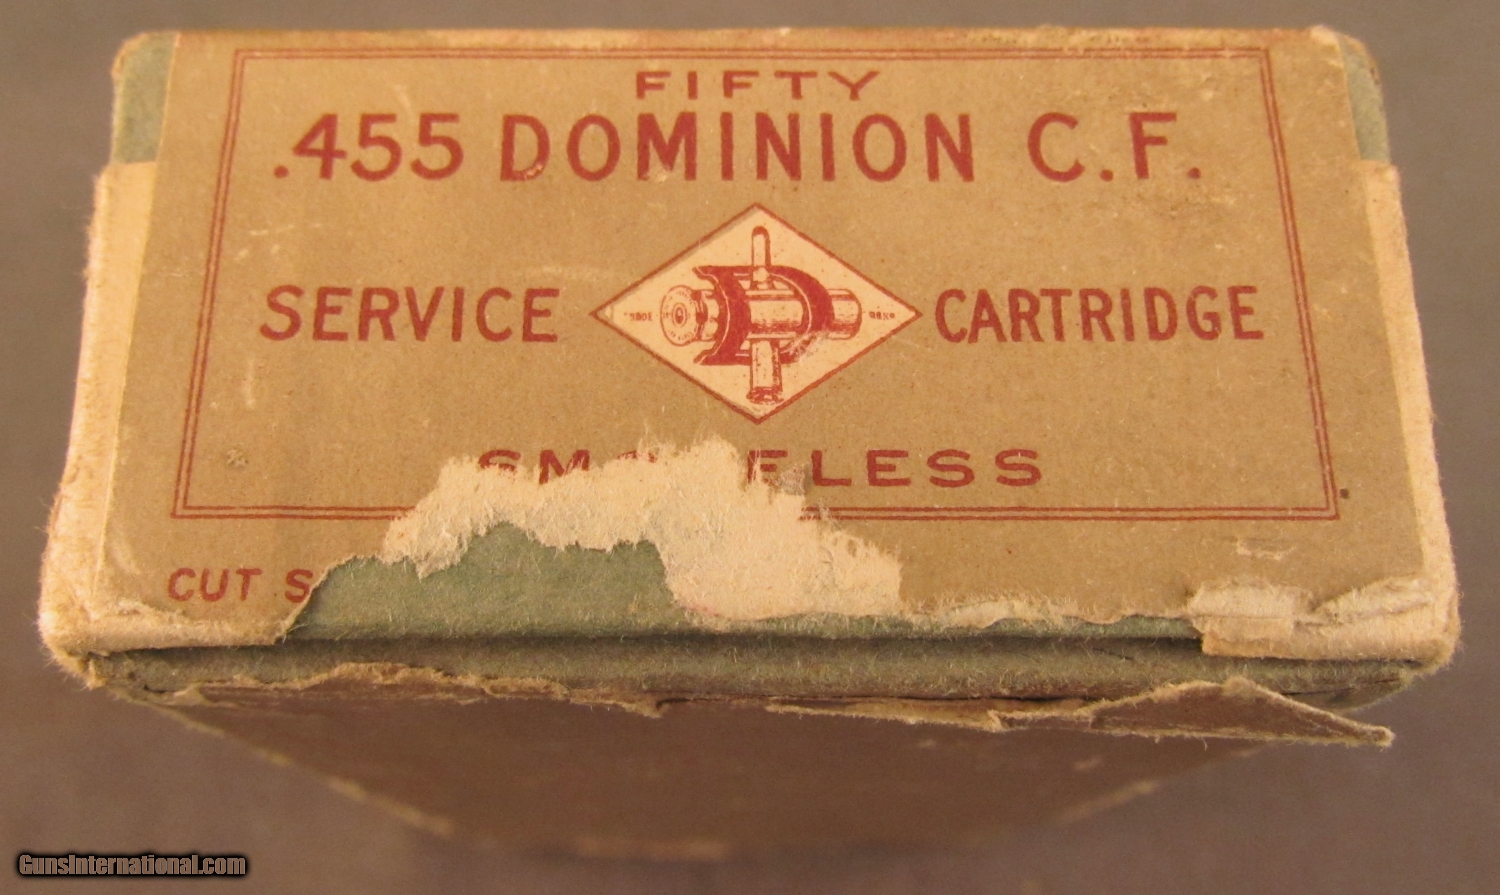 FIFTY
.455 DOMINION C.F.
SERVICE CARTRIDGE
CUT
GunsInternational.com